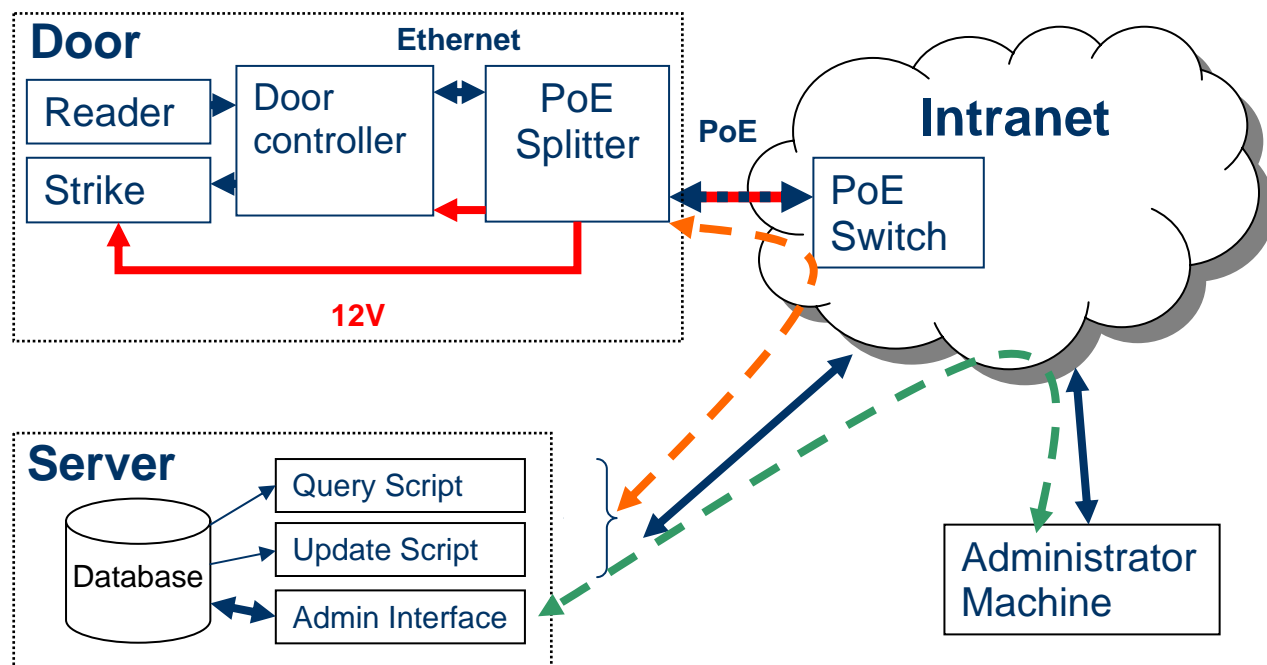 Door
Ethernet
Reader
Door
controller
PoE
Splitter
Strike
12V
PoE
Intranet
PoE
Switch
Server
Database
Query Script
Update Script
Admin Interface
Administrator
Machine